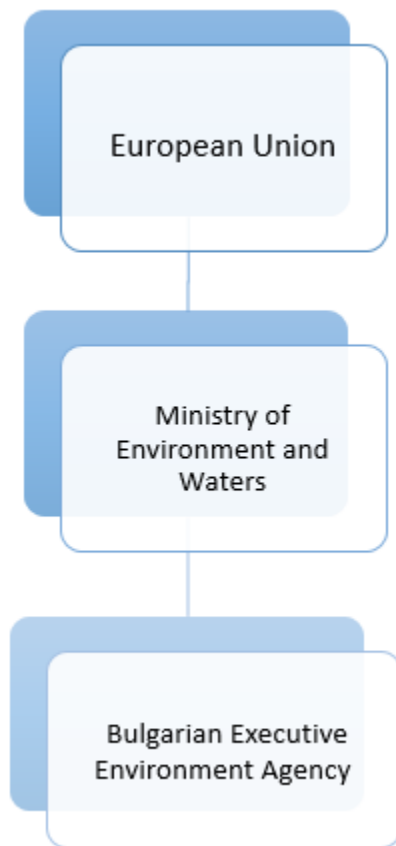 European Union
Ministry of
Environment and
Waters
Bulgarian Executive
Environment Agency